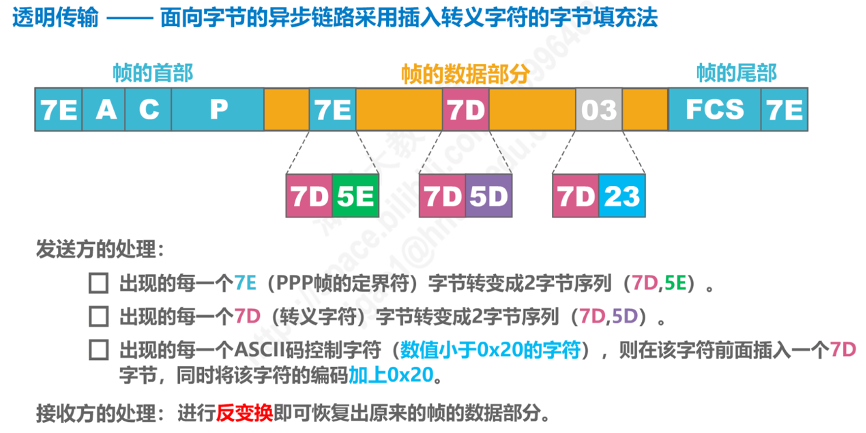 透明传输 —— 面向字节的异步链路采用插入转义字符的字节填充法
帧的首部 帧的数据部分 帧的尾部
7E A C P 7E 7D 03 FCS 7E
7D 5E 7D 5D 7D 23
发送方的处理：
出现的每一个7E（PPP帧的定界符）字节转变成2字节序列（7D,5E）。
出现的每一个7D（转义字符）字节转变成2字节序列（7D,5D）。
出现的每一个ASCII码控制字符（数值小于0x20的字符），则在该字符前面插入一个7D
字节，同时将该字符的编码加上0x20。
接收方的处理：进行反变换即可恢复出原来的帧的数据部分。